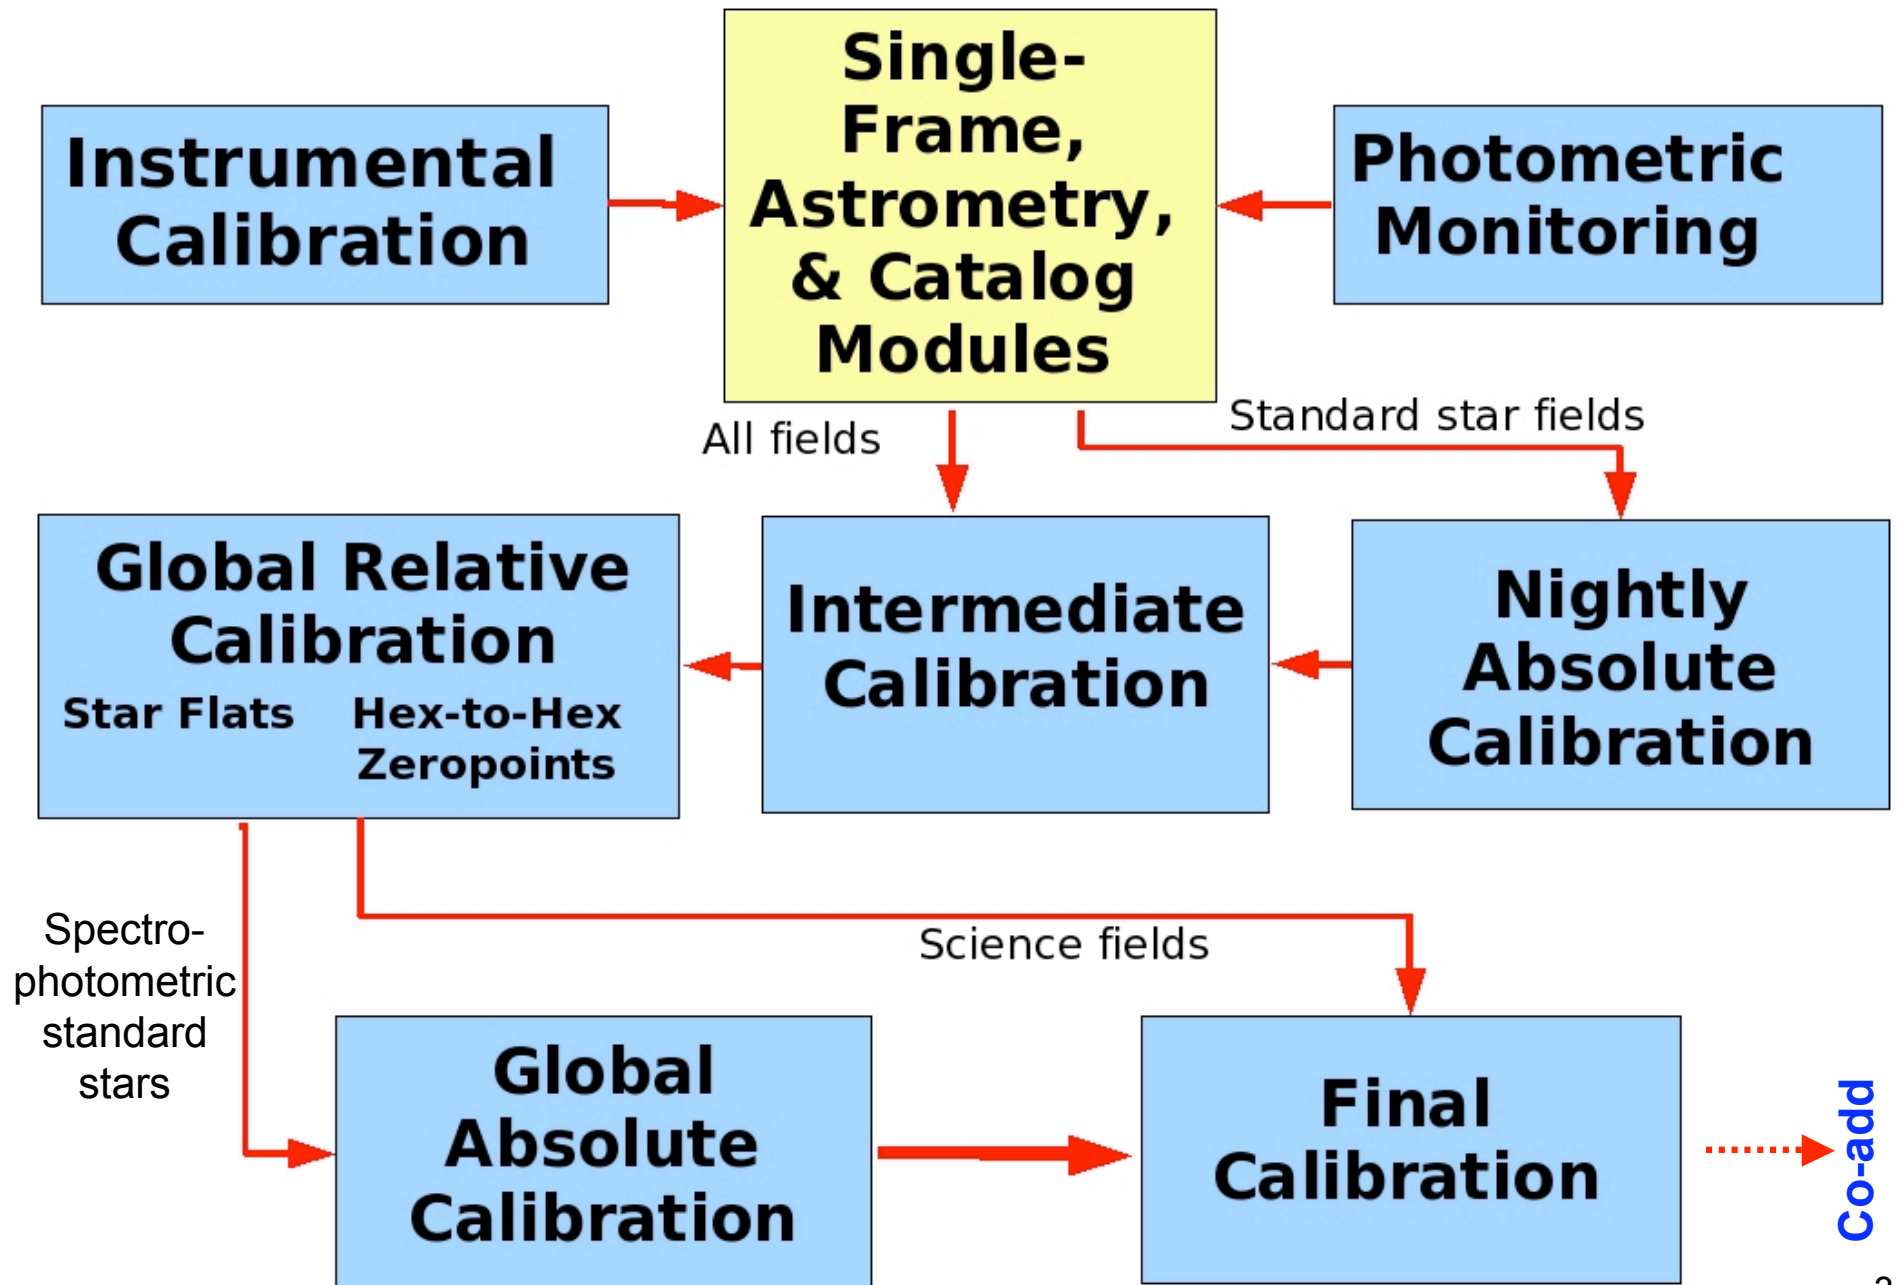 Instrumental
Calibration
Single-
Frame,
Astrometry,
& Catalog
Modules
Photometric
Monitoring
All fields
Standard star fields
Global Relative
Calibration
Star Flats
Hex-to-Hex
Zeropoints
Intermediate
Calibration
Nightly
Absolute
Calibration
Spectro-
photometric
standard
stars
Science fields
Global
Absolute
Calibration
Final
Calibration
Co-add